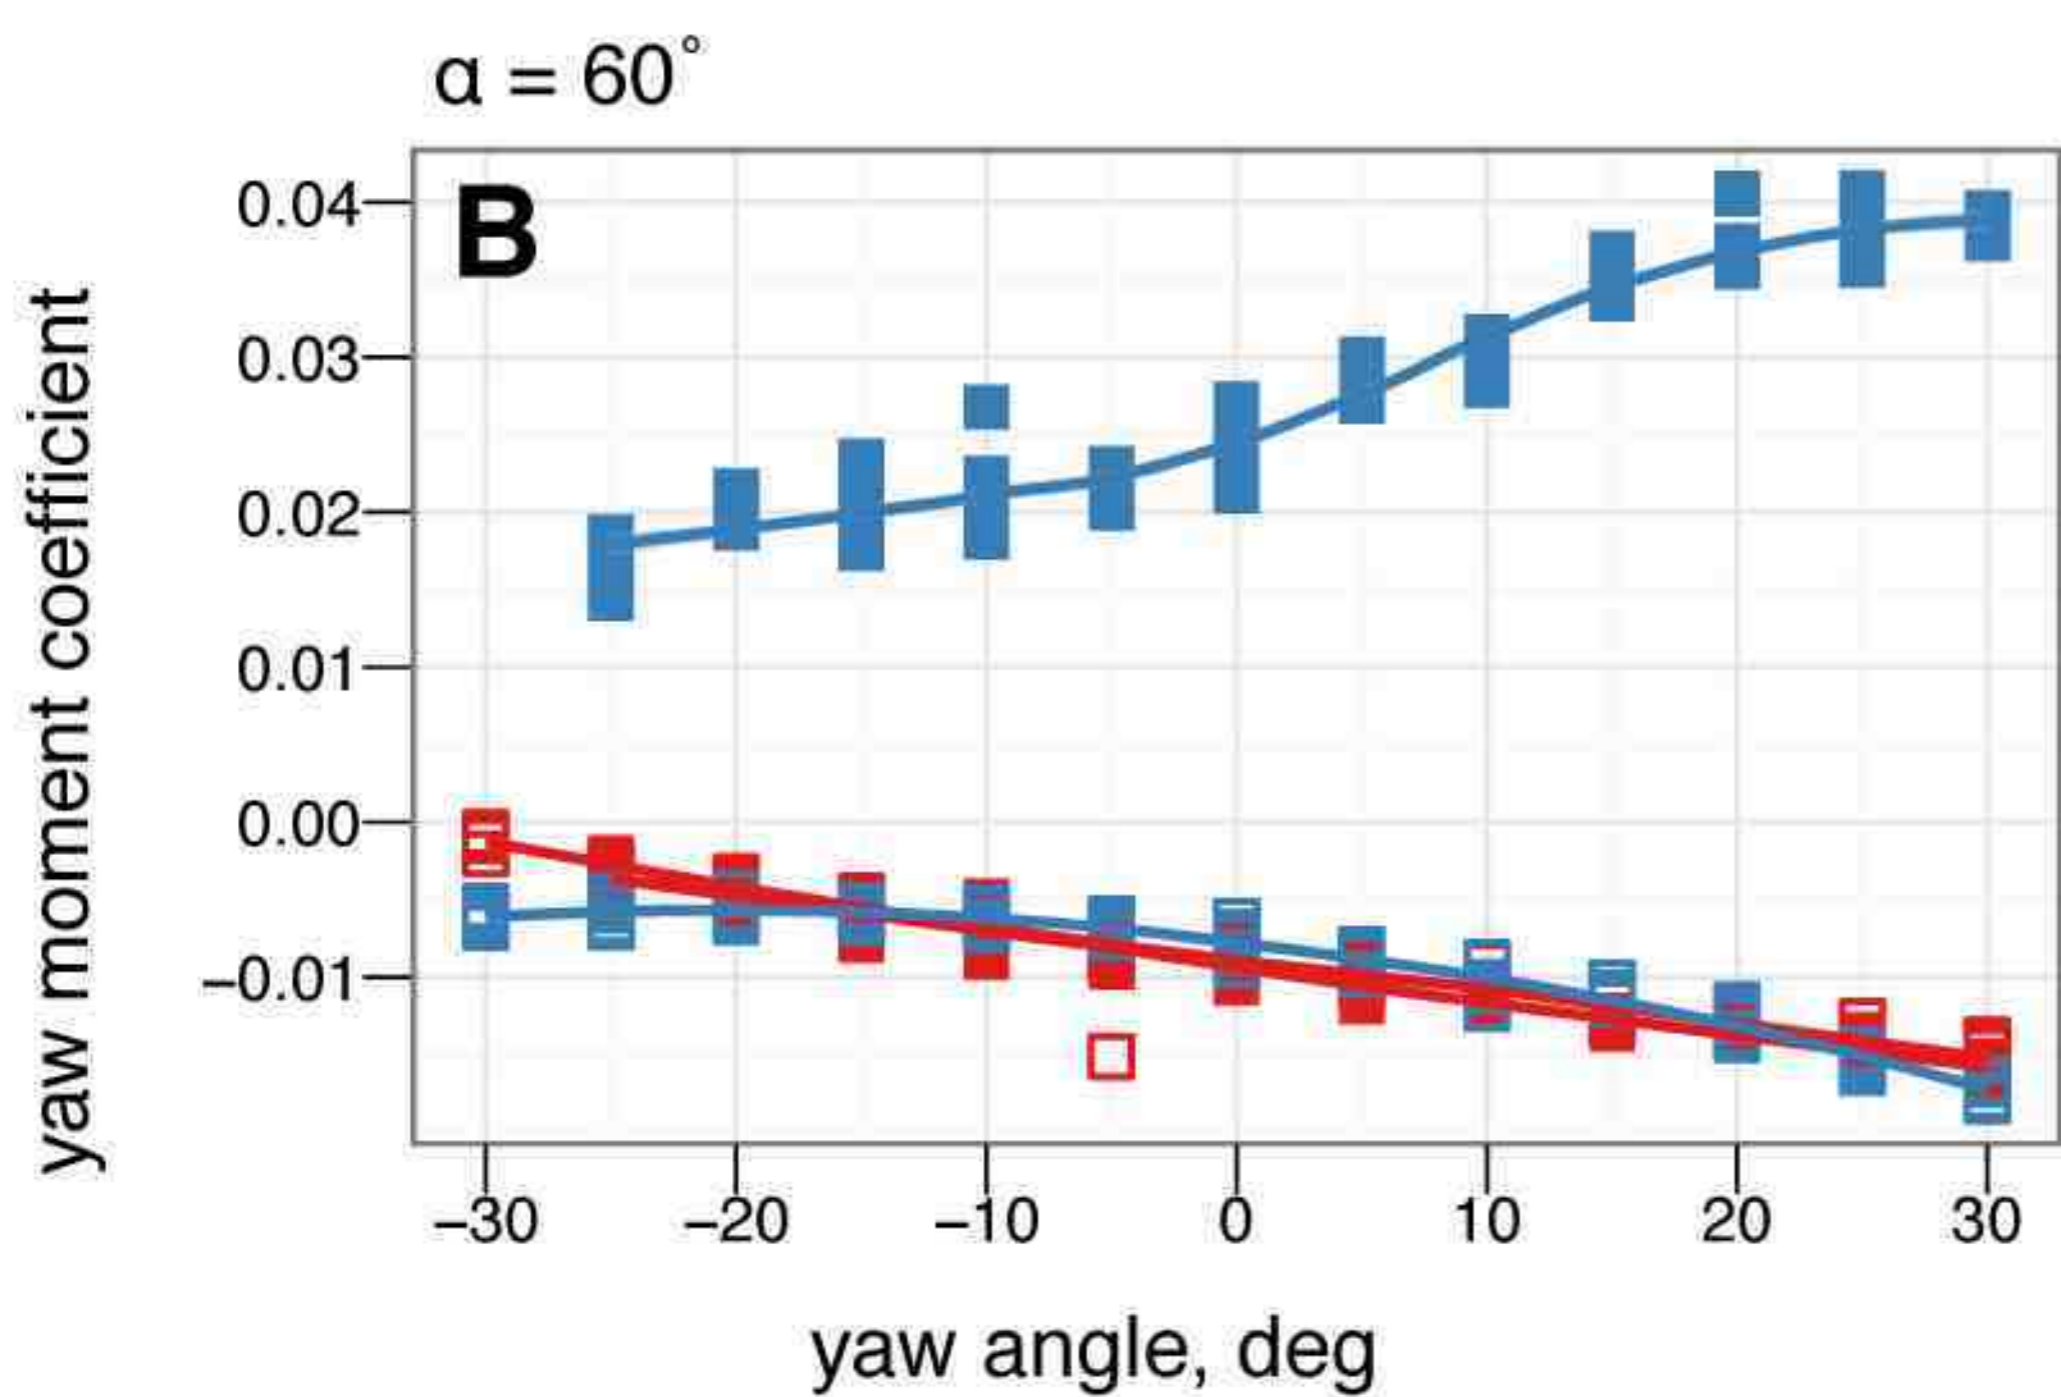 α = 60°
B
yaw moment coefficient
0.04
0.03
0.02
0.01
0.00
−0.01
−30 −20 −10 0 10 20 30
yaw angle, deg